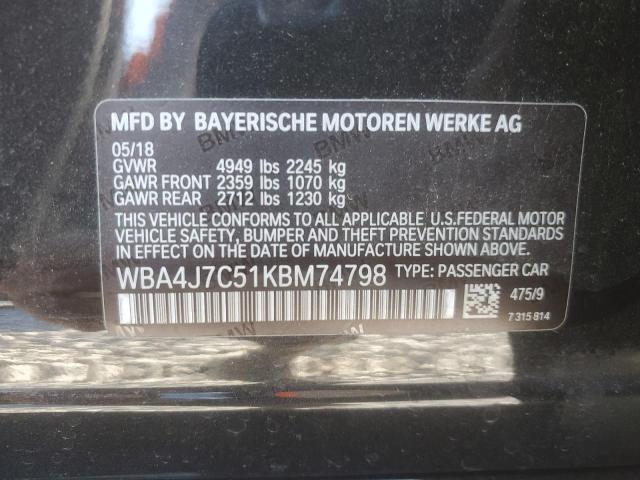 MFD BY BAYERISCHE MOTOREN WERKE AG
05/18
GVWR 4949 lbs 2245 kg
GAWR FRONT 2359 lbs 1070 kg
GAWR REAR 2712 lbs 1230 kg
THIS VEHICLE CONFORMS TO ALL APPLICABLE U.S.FEDERAL MOTOR
VEHICLE SAFETY, BUMPER AND THEFT PREVENTION STANDARDS
IN EFFECT ON THE DATE OF MANUFACTURE SHOWN ABOVE.
WBA4J7C51KBM74798 TYPE: PASSENGER CAR
475/9
7 315 814